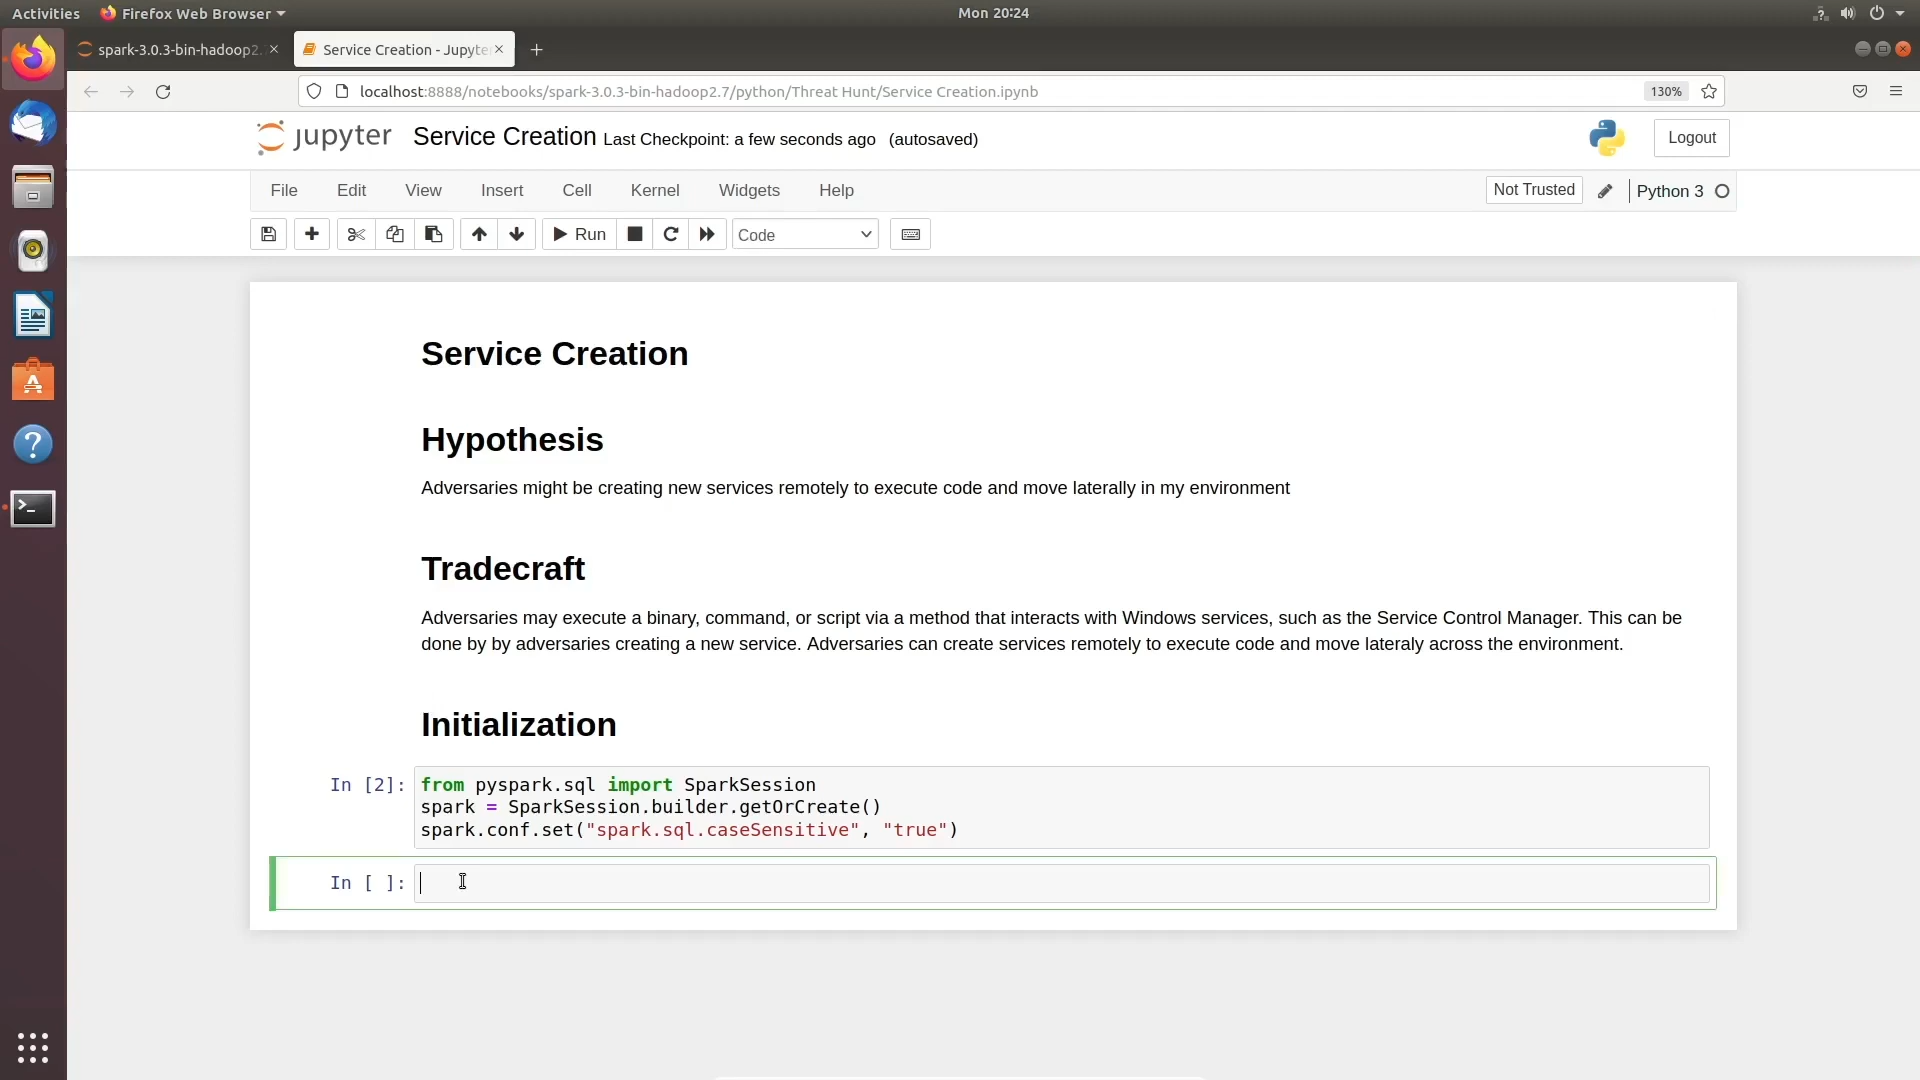 Activities
Firefox Web Browser
Mon 20:24
spark-3.0.3-bin-hadoop2.
Service Creation - Jupyte
localhost:8888/notebooks/spark-3.0.3-bin-hadoop2.7/python/Threat Hunt/Service Creation.ipynb
130%
jupyter
Service Creation Last Checkpoint: a few seconds ago (autosaved)
Logout
File Edit View Insert Cell Kernel Widgets Help
Not Trusted
Python 3
Run
Code
Service Creation
Hypothesis
Adversaries might be creating new services remotely to execute code and move laterally in my environment
Tradecraft
Adversaries may execute a binary, command, or script via a method that interacts with Windows services, such as the Service Control Manager. This can be
done by by adversaries creating a new service. Adversaries can create services remotely to execute code and move lateraly across the environment.
Initialization
In [2]:
from pyspark.sql import SparkSession
spark = SparkSession.builder.getOrCreate()
spark.conf.set("spark.sql.caseSensitive", "true")
In [ ]: